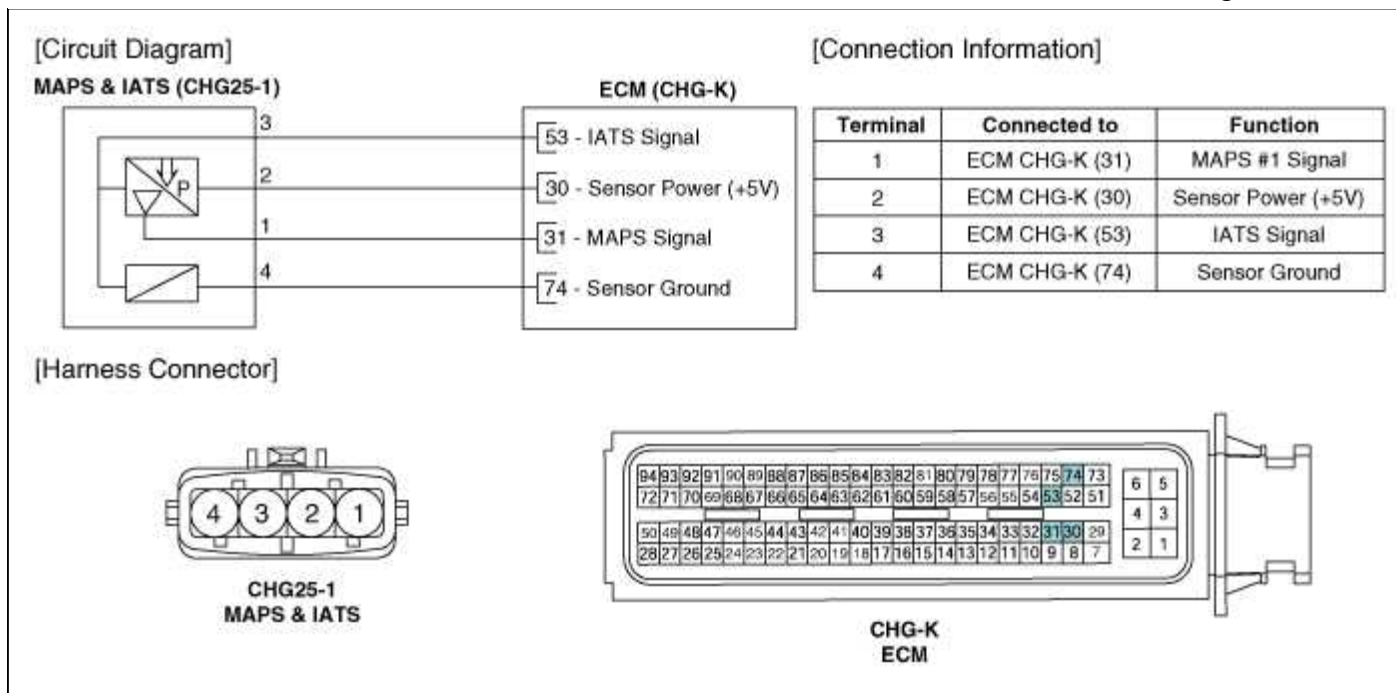 [Circuit Diagram]
MAPS & IATS (CHG25-1)
ECM (CHG-K)
3
53 - IATS Signal
2
P
30 - Sensor Power (+5V)
1
31 - MAPS Signal
4
74 - Sensor Ground
[Connection Information]
Terminal Connected to Function
1 ECM CHG-K (31) MAPS #1 Signal
2 ECM CHG-K (30) Sensor Power (+5V)
3 ECM CHG-K (53) IATS Signal
4 ECM CHG-K (74) Sensor Ground
[Harness Connector]
4 3 2 1
CHG25-1
MAPS & IATS
94 93 92 91 90 89 88 87 86 85 84 83 82 81 80 79 78 77 76 75 74 73
72 71 70 69 68 67 66 65 64 63 62 61 60 59 58 57 56 55 54 53 52 51
50 49 48 47 46 45 44 43 42 41 40 39 38 37 36 35 34 33 32 31 30 29
28 27 26 25 24 23 22 21 20 19 18 17 16 15 14 13 12 11 10 9 8 7
6 5
4 3
2 1
CHG-K
ECM